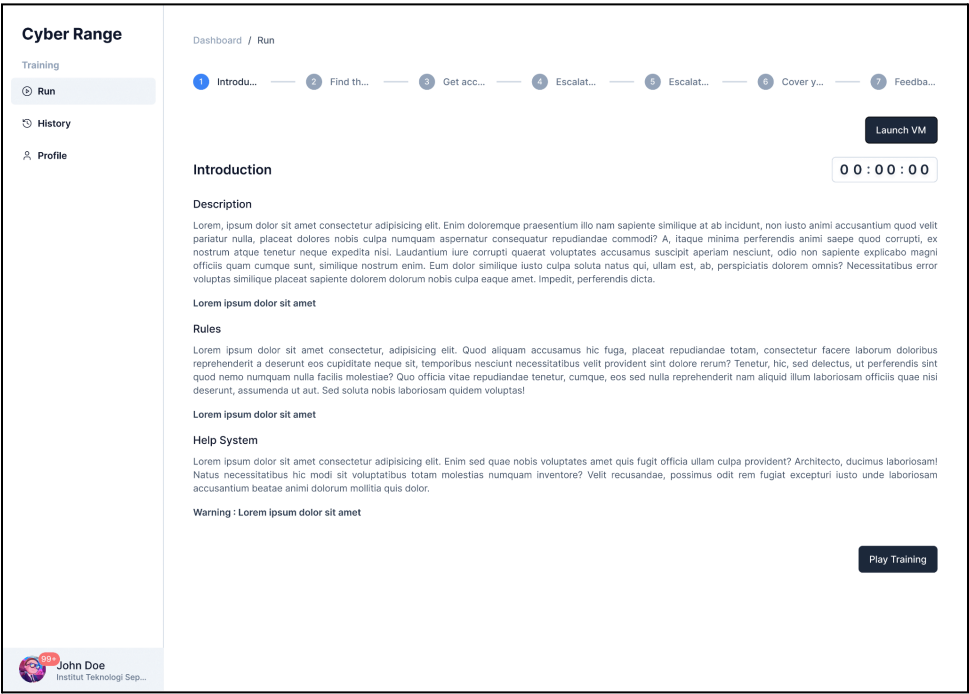 Cyber Range
Training
Run
History
Profile
Dashboard / Run
1 Introdu...
2 Find th...
3 Get acc...
4 Escalat...
5 Escalat...
6 Cover y...
7 Feedba...
Launch VM
Introduction
00:00:00
Description
Lorem, ipsum dolor sit amet consectetur adipisicing elit. Enim doloremque praesentium illo nam sapiente similique at ab incidunt, non iusto animi accusantium quod velit
pariatur nulla, placeat dolores nobis culpa numquam aspernatur consequatur repudiandae commodi? A, itaque minima perferendis animi saepe quod corrupti, ex
nostrum atque tenetur neque expedita nisi. Laudantium iure corrupti quaerat voluptates accusamus suscipit aperiam nesciunt, odio non sapiente explicabo magni
officiis quam cumque sunt, similique nostrum enim. Eum dolor similique iusto culpa soluta natus qui, ullam est, ab, perspiciatis dolorem omnis? Necessitatibus error
voluptas similique placeat sapiente dolorem dolorum nobis culpa eaque amet. Impedit, perferendis dicta.
Lorem ipsum dolor sit amet
Rules
Lorem ipsum dolor sit amet consectetur, adipisicing elit. Quod aliquam accusamus hic fuga, placeat repudiandae totam, consectetur facere laborum doloribus
reprehenderit a deserunt eos cupiditate neque sit, temporibus nesciunt necessitatibus velit provident sint dolore rerum? Tenetur, hic, sed delectus, ut perferendis sint
quod nemo numquam nulla facilis molestiae? Quo officia vitae repudiandae tenetur, cumque, eos sed nulla reprehenderit nam aliquid illum laboriosam officiis quae nisi
deserunt, assumenda ut aut. Sed soluta nobis laboriosam quidem voluptas!
Lorem ipsum dolor sit amet
Help System
Lorem ipsum dolor sit amet consectetur adipisicing elit. Enim sed quae nobis voluptates amet quis fugit officia ullam culpa provident? Architecto, ducimus laboriosam!
Natus necessitatibus hic modi sit voluptatibus totam molestias numquam inventore? Velit recusandae, possimus odit rem fugiat excepturi iusto unde laboriosam
accusantium beatae animi dolorum mollitia quis dolor.
Warning : Lorem ipsum dolor sit amet
Play Training
99+
John Doe
Institut Teknologi Sep...